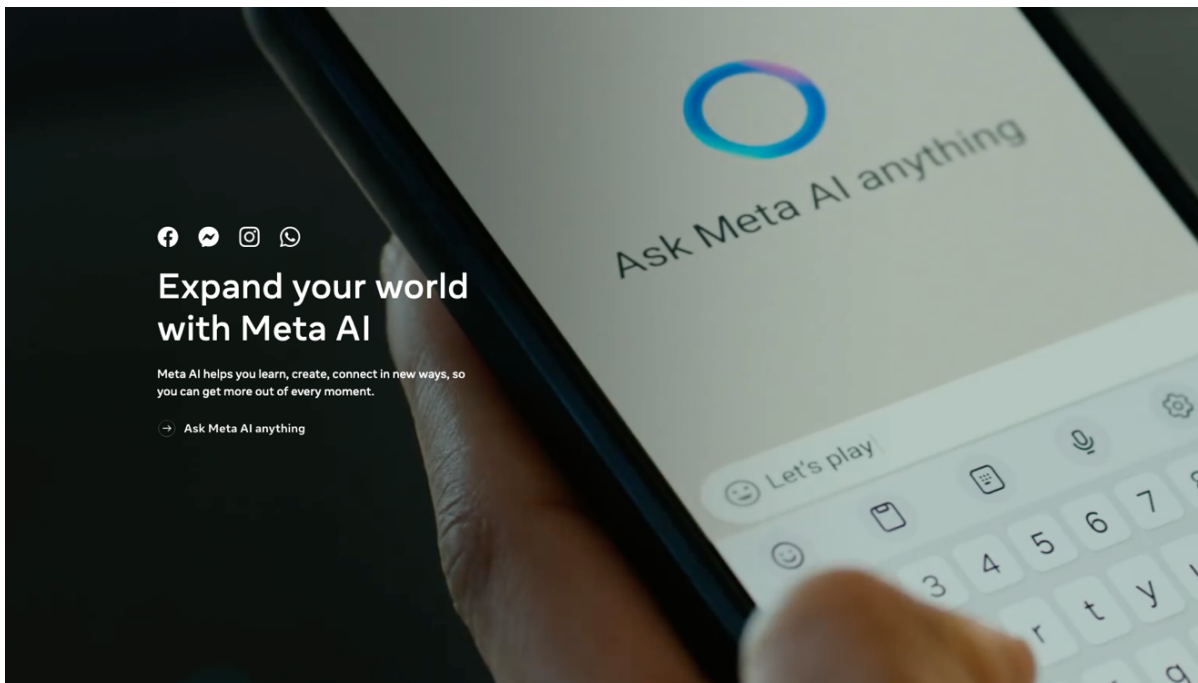 Ask Meta AI anything
Expand your world
with Meta AI
Meta AI helps you learn, create, connect in new ways, so
you can get more out of every moment.
Ask Meta AI anything
Let's play
3 4 5 6 7
r t y
g